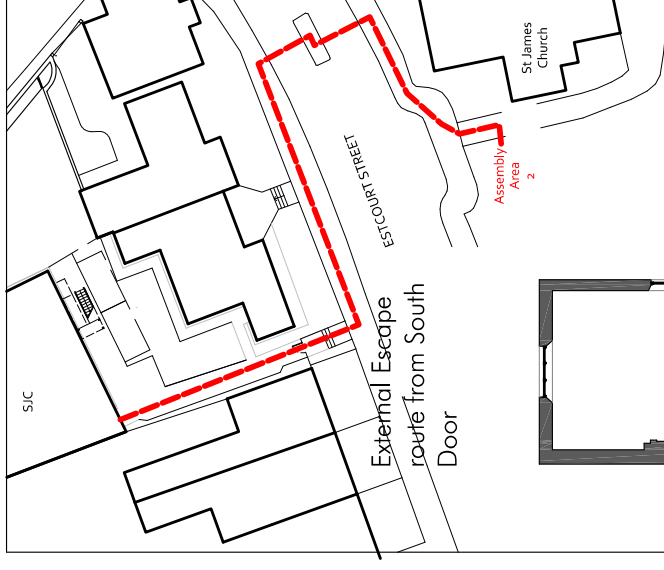 St James
Church
ESTCOURT STREET
Assembly
Area
2
External Escape
route from South
Door
SJC